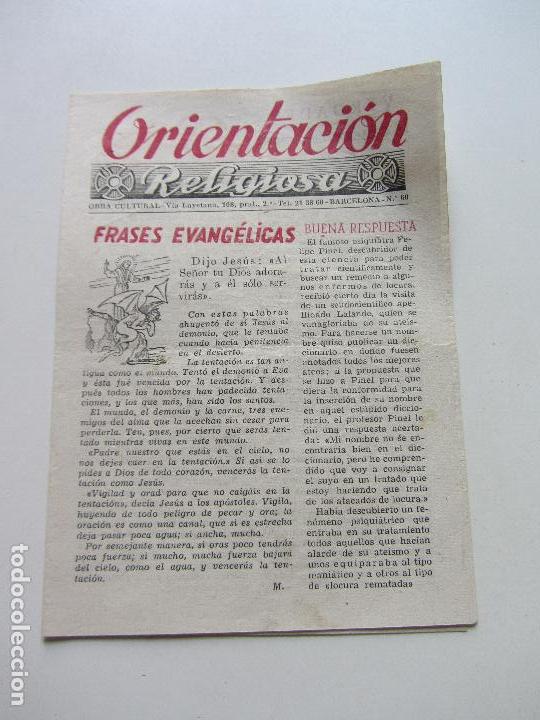 Orientación
Religiosa
OBRA CULTURAL - Vía Layetana, 108, pral., 2.ª - Tel. 21 38 60 - BARCELONA - N.º 60
FRASES EVANGÉLICAS
Dijo Jesús: «Al
Señor tu Dios adora-
rás y a él sólo ser-
virás».
Con estas palabras
ahuyentó de sí Jesús al
demonio, que le tentaba
cuando hacía penitencia
en el desierto.
La tentación es tan an-
tigua como el mundo. Tentó el demonio a Eva
y ésta fué vencida por la tentación. Y des-
pués todos los hombres han padecido tenta-
ciones, y los que más, han sido los santos.
El mundo, el demonio y la carne, tres ene-
migos del alma que la acechan sin cesar para
perderla. Ten, pues, por cierto que serás ten-
tado mientras vivas en este mundo.
«Padre nuestro que estás en el cielo, no
nos dejes caer en la tentación.» Si así se lo
pides a Dios de todo corazón, vencerás la ten-
tación como Jesús.
«Vigilad y orad para que no caigáis en la
tentación», decía Jesús a los apóstoles. Vigila,
huyendo de todo peligro de pecar y ora; la
oración es como una canal, que si es estrecha
deja pasar poca agua; si ancha, mucha.
Por semejante manera, si oras poco tendrás
poca fuerza; si mucho, mucha fuerza bajará
del cielo, como el agua, y vencerás la ten-
tación.
M.
BUENA RESPUESTA
El famoso psiquiatra Fe-
lipe Pinel, descubridor de
esta ciencia para poder
tratar científicamente y
buscar un remedio a algu-
nos enfermos de locura,
recibió cierto día la visita
de un seudocientífico ape-
llidado Lalande, quien se
vanagloriaba de su ateís-
mo. Para hacerse un nom-
bre quiso publicar un dic-
cionario en donde fuesen
anotados todos los mejores
ateos; a la propuesta que
se hizo a Pinel para que
diera la conformidad para
la inserción de su nombre
en aquel estúpido diccio-
nario, el profesor Pinel le
dió una respuesta acerta-
da: «Mi nombre no se en-
contraría bien en el dic-
cionario, pero he compren-
dido que voy a consignar
el suyo en un tratado que
estoy haciendo que trata
de los atacados de locura.»
Había descubierto un fe-
nómeno psiquiátrico que
entraba en su tratamiento
todos aquellos que hacían
alarde de su ateísmo y a
unos equiparaba al tipo
maniático y a otros al tipo
de «locura rematada»
todocoleccion
todocoleccion.net